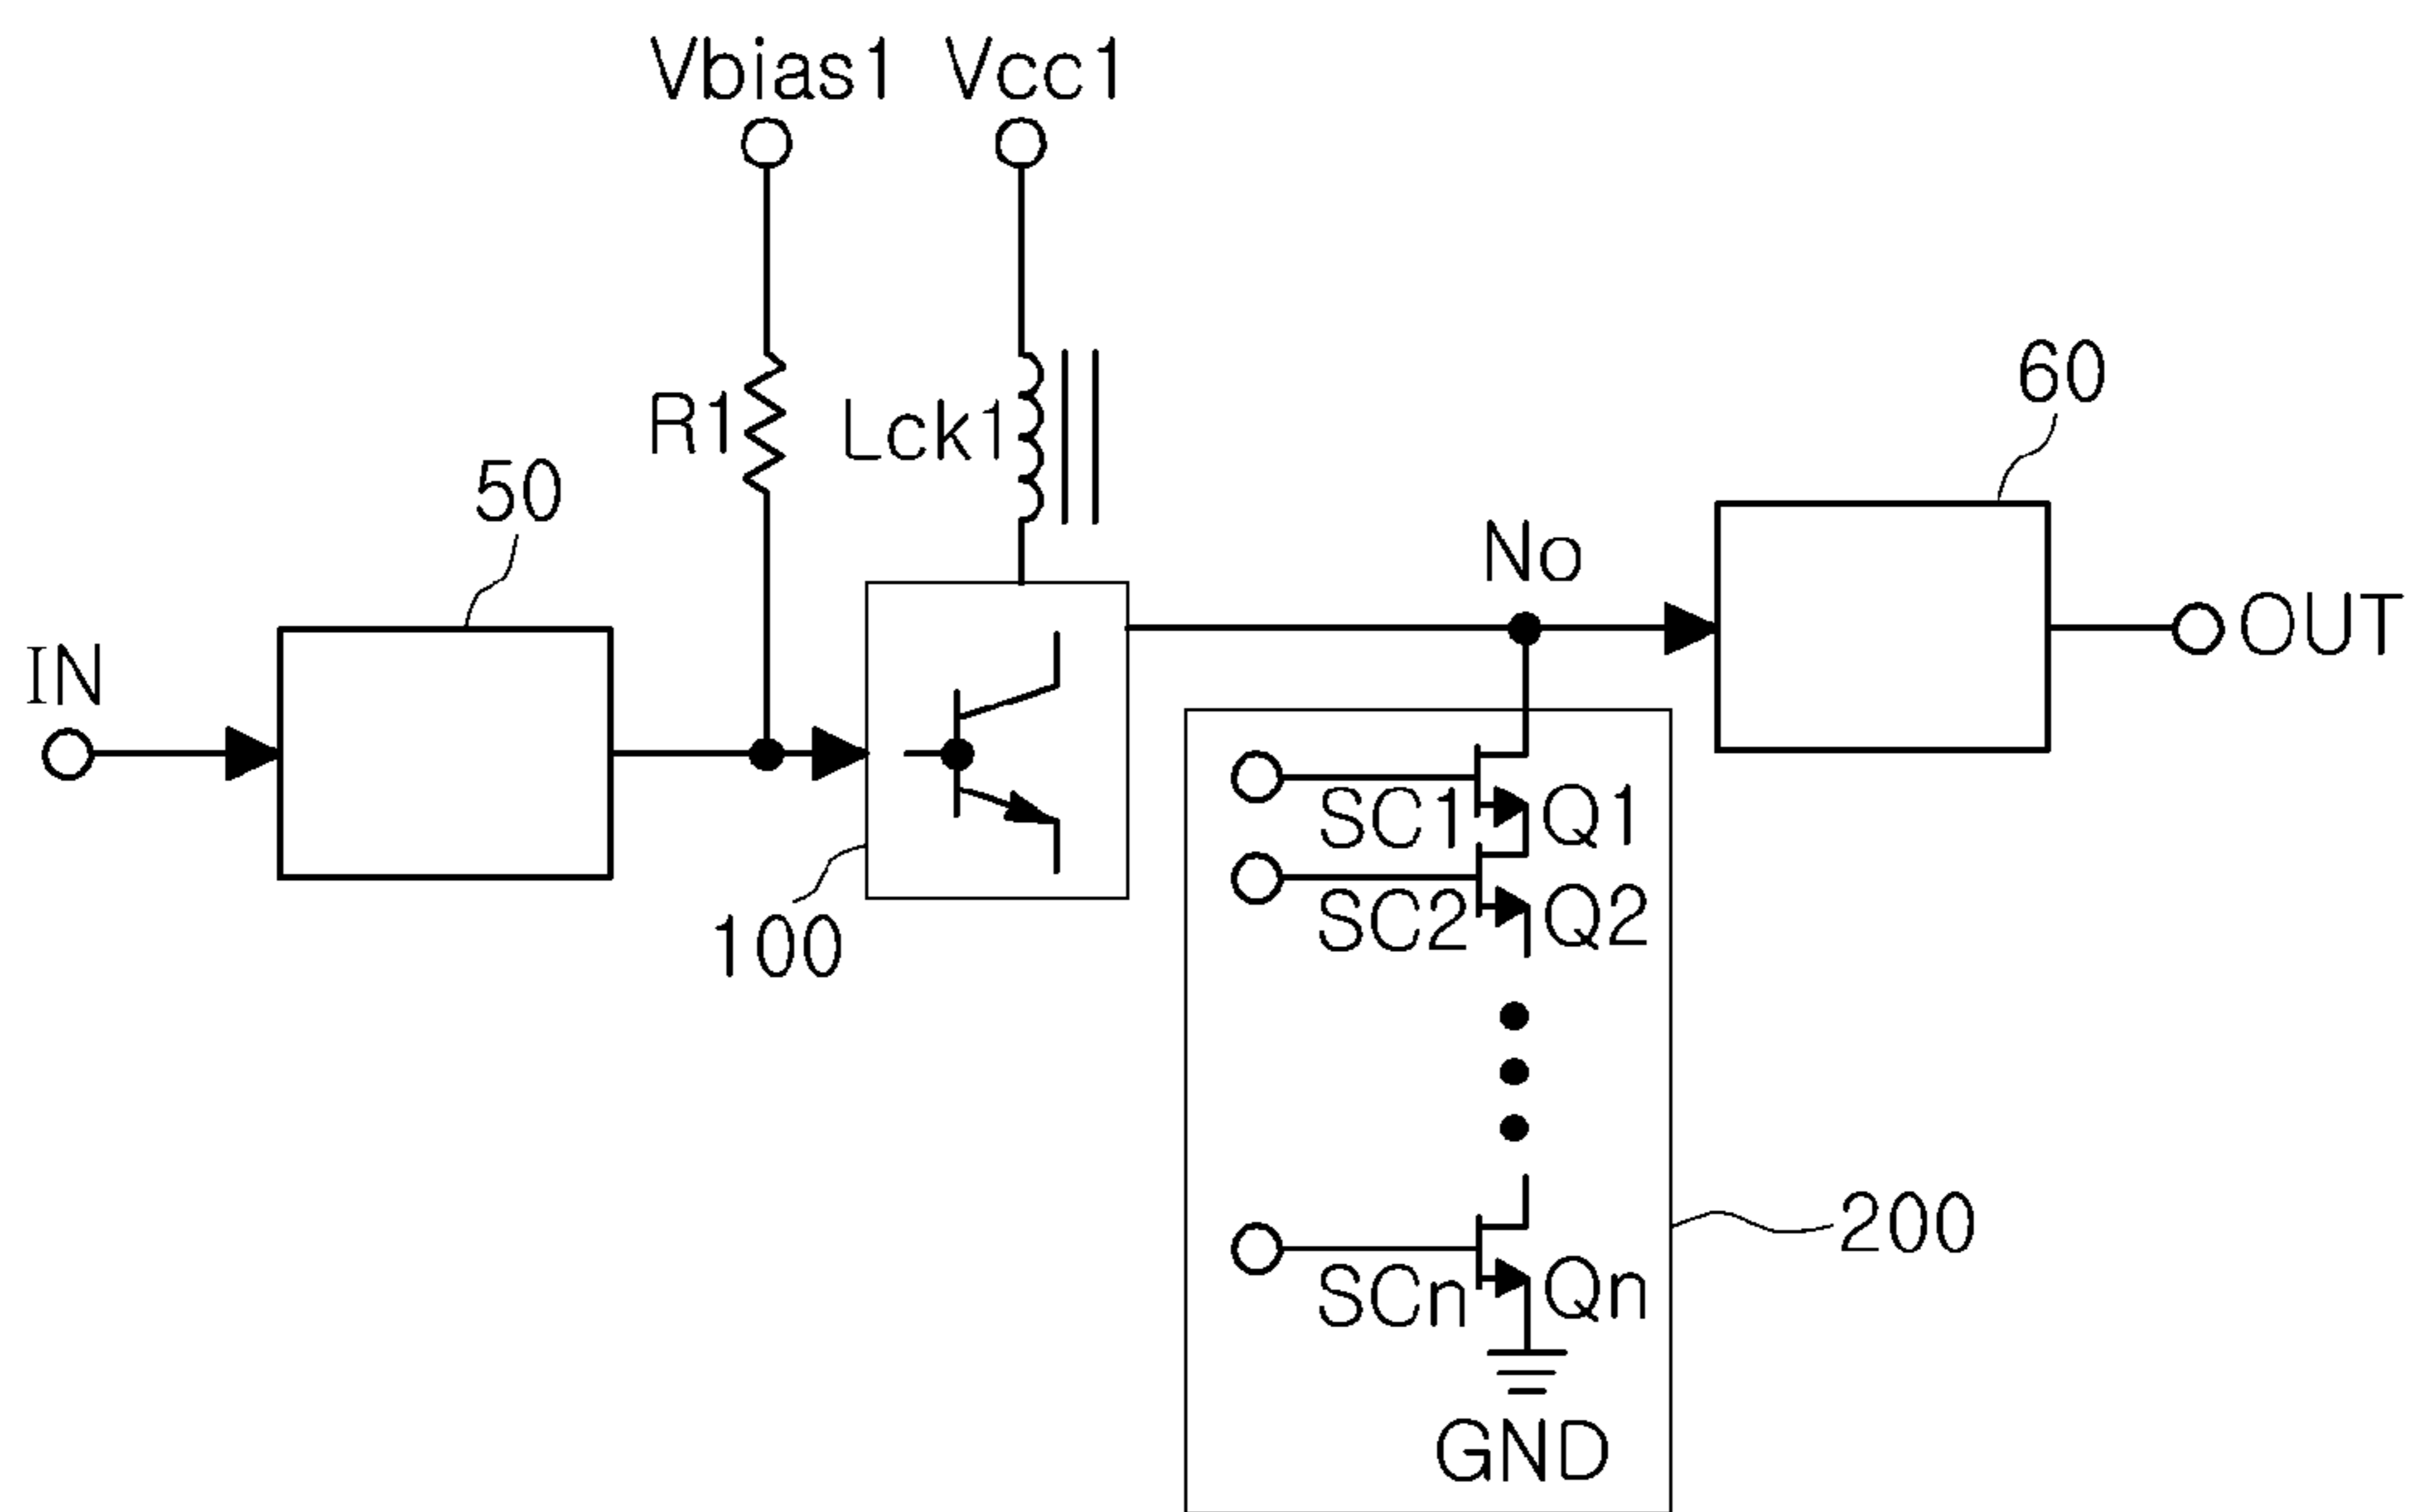 Vbias1 Vcc1
R1
Lck1
50
60
No
IN
OUT
100
SC1
Q1
SC2
Q2
SCn
Qn
200
GND